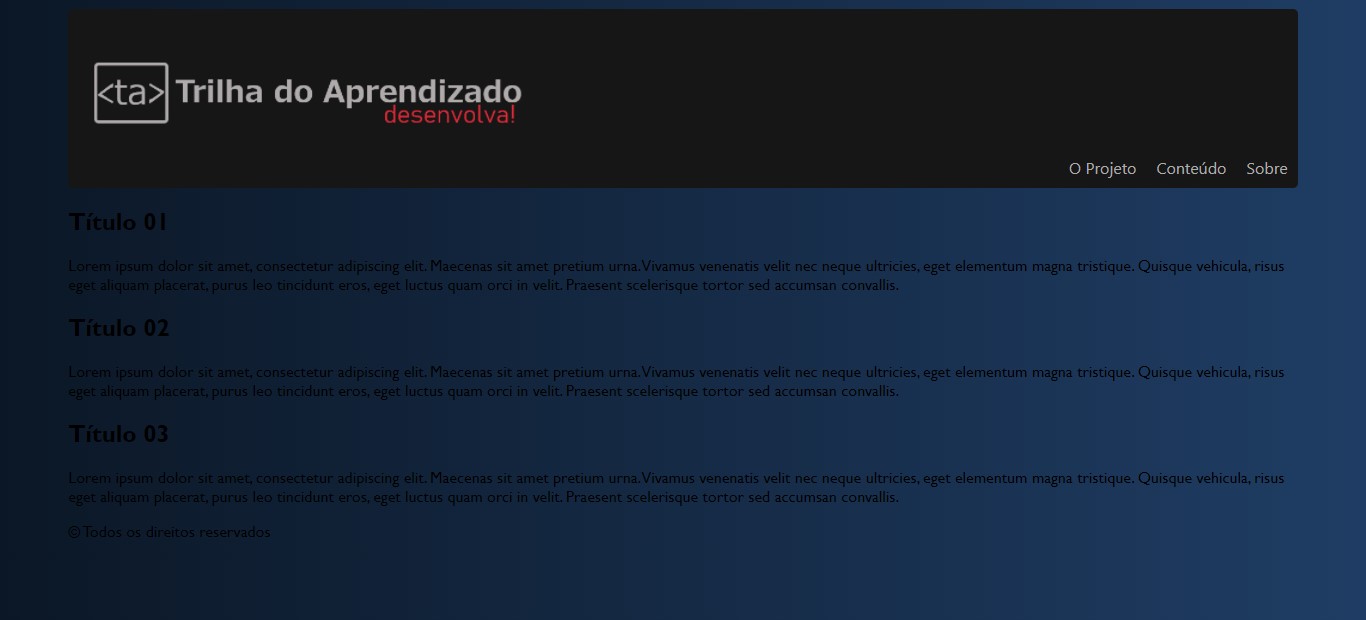 <ta> Trilha do Aprendizado
desenvolva!
O Projeto Conteúdo Sobre
Título 01
Lorem ipsum dolor sit amet, consectetur adipiscing elit. Maecenas sit amet pretium urna. Vivamus venenatis velit nec neque ultricies, eget elementum magna tristique. Quisque vehicula, risus
eget aliquam placerat, purus leo tincidunt eros, eget luctus quam orci in velit. Praesent scelerisque tortor sed accumsan convallis.
Título 02
Lorem ipsum dolor sit amet, consectetur adipiscing elit. Maecenas sit amet pretium urna. Vivamus venenatis velit nec neque ultricies, eget elementum magna tristique. Quisque vehicula, risus
eget aliquam placerat, purus leo tincidunt eros, eget luctus quam orci in velit. Praesent scelerisque tortor sed accumsan convallis.
Título 03
Lorem ipsum dolor sit amet, consectetur adipiscing elit. Maecenas sit amet pretium urna. Vivamus venenatis velit nec neque ultricies, eget elementum magna tristique. Quisque vehicula, risus
eget aliquam placerat, purus leo tincidunt eros, eget luctus quam orci in velit. Praesent scelerisque tortor sed accumsan convallis.
© Todos os direitos reservados